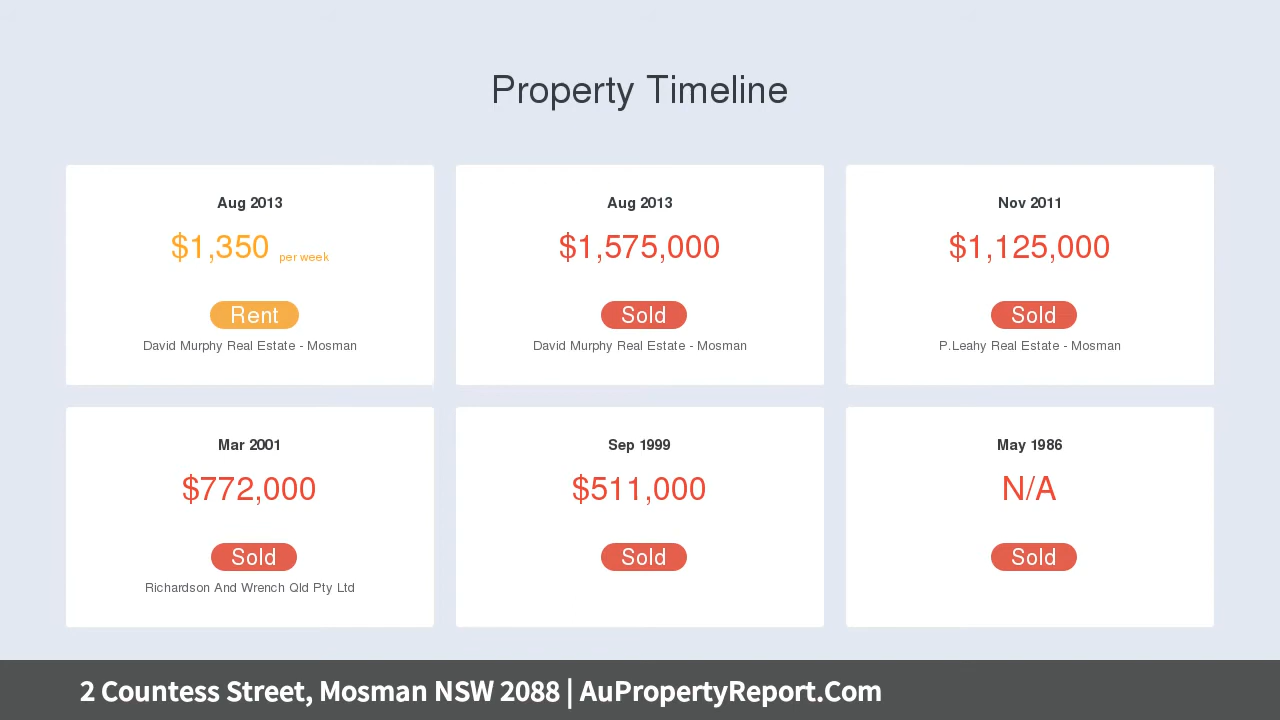 Property Timeline
Aug 2013
$1,350 per week
Rent
David Murphy Real Estate - Mosman
Aug 2013
$1,575,000
Sold
David Murphy Real Estate - Mosman
Nov 2011
$1,125,000
Sold
P.Leahy Real Estate - Mosman
Mar 2001
$772,000
Sold
Richardson And Wrench Qld Pty Ltd
Sep 1999
$511,000
Sold
May 1986
N/A
Sold
2 Countess Street, Mosman NSW 2088 | AuPropertyReport.Com